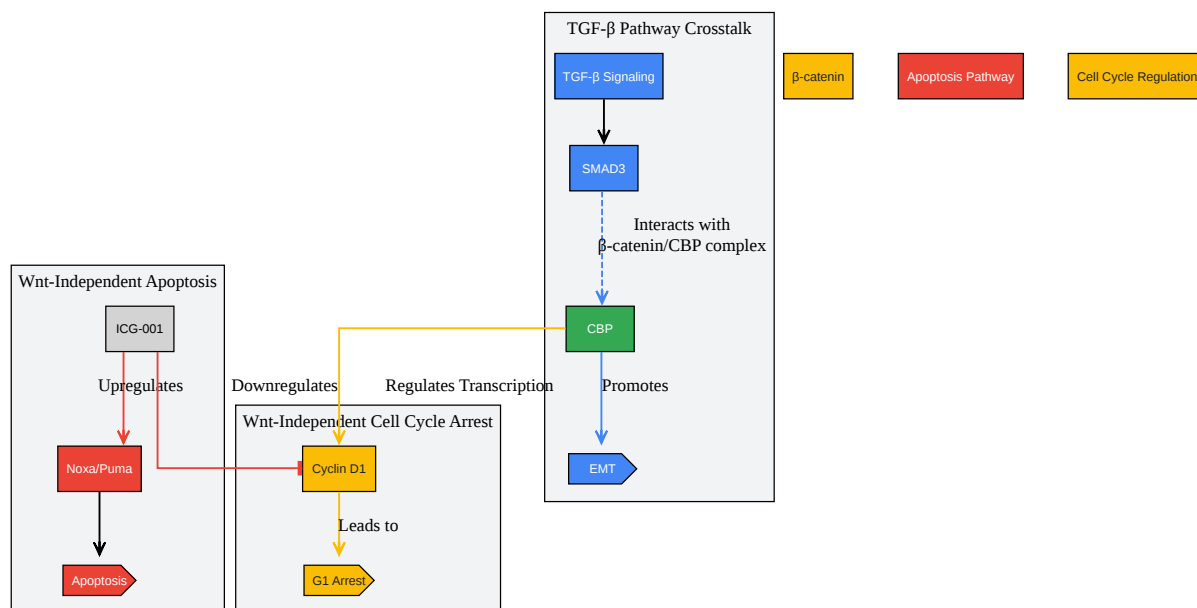 TGF-β Pathway Crosstalk
TGF-β Signaling
β-catenin
Apoptosis Pathway
Cell Cycle Regulation
SMAD3
Interacts with
β-catenin/CBP complex
Wnt-Independent Apoptosis
ICG-001
CBP
Upregulates
Downregulates
Regulates Transcription
Promotes
Wnt-Independent Cell Cycle Arrest
Noxa/Puma
Cyclin D1
EMT
Leads to
Apoptosis
G1 Arrest